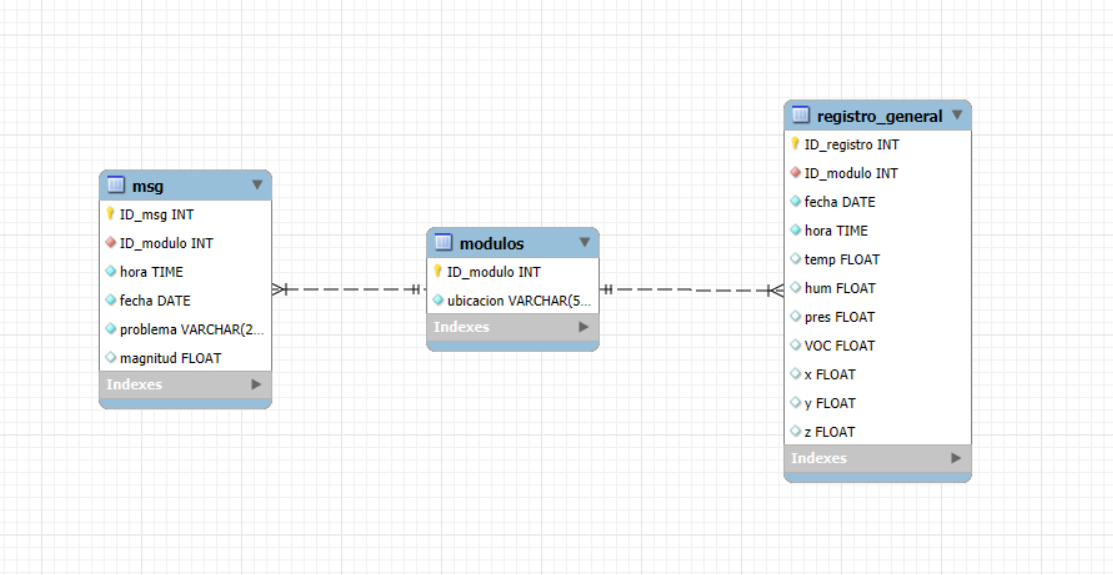 msg
ID_msg INT
ID_modulo INT
hora TIME
fecha DATE
problema VARCHAR(2...
magnitud FLOAT
Indexes
modulos
ID_modulo INT
ubicacion VARCHAR(5...
Indexes
registro_general
ID_registro INT
ID_modulo INT
fecha DATE
hora TIME
temp FLOAT
hum FLOAT
pres FLOAT
VOC FLOAT
x FLOAT
y FLOAT
z FLOAT
Indexes